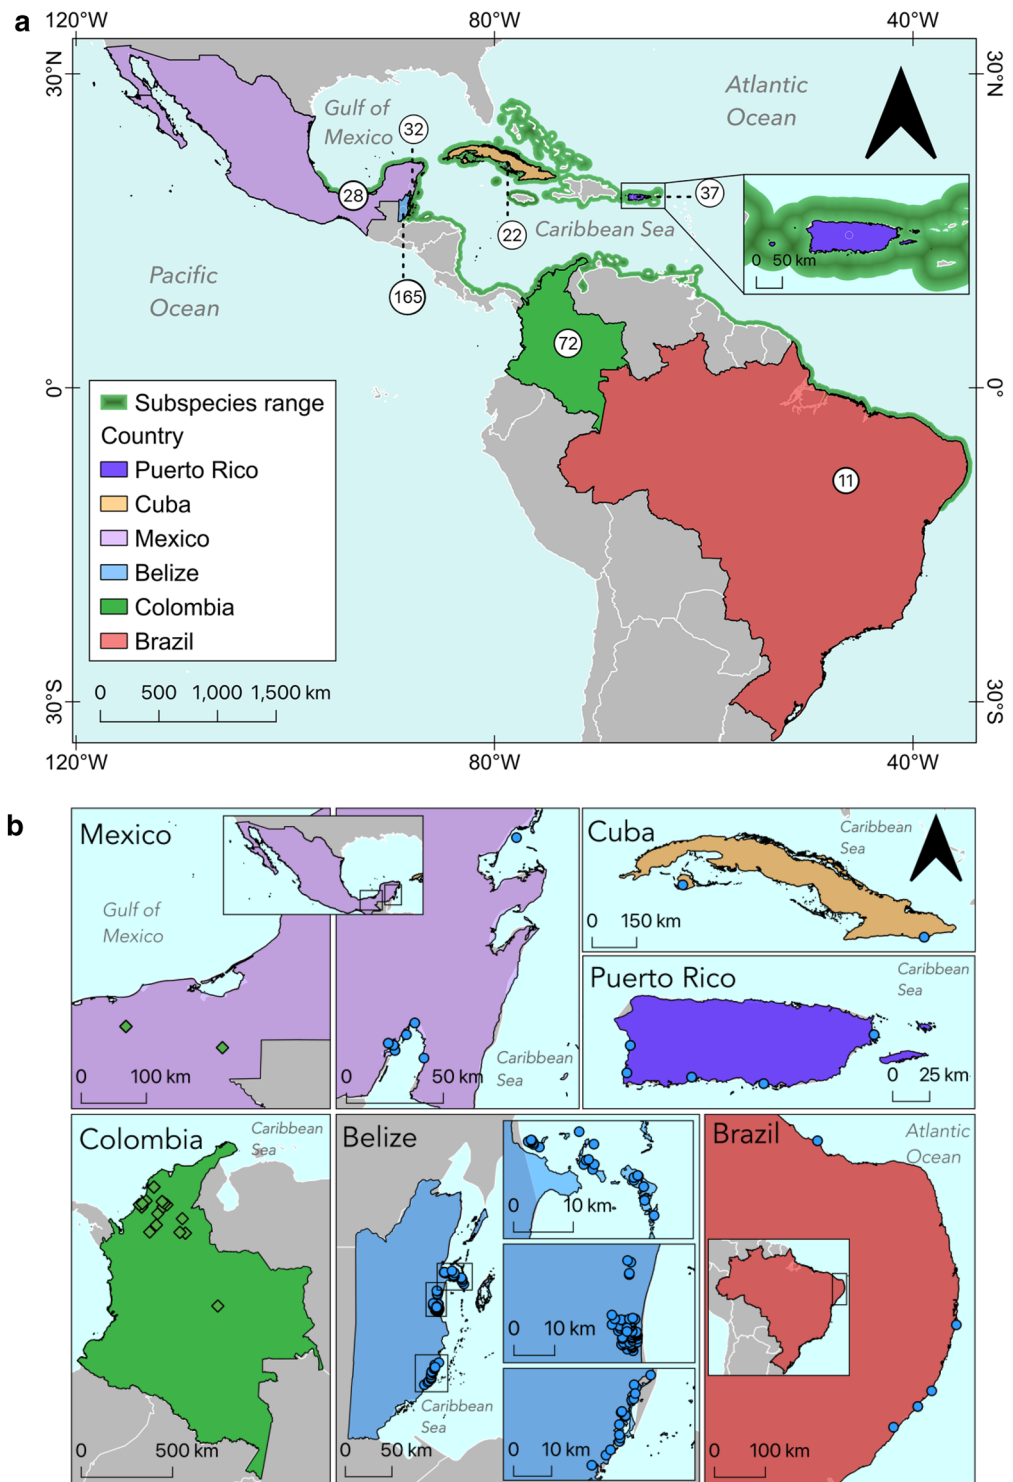 a
120°W
80°W
40°W
30°N
30°N
Atlantic
Ocean
Gulf of
Mexico
32
28
37
22
Caribbean Sea
0 50 km
Pacific
Ocean
165
72
0°
0°
11
Subspecies range
Country
Puerto Rico
Cuba
Mexico
Belize
Colombia
Brazil
0 500 1,000 1,500 km
30°S
30°S
120°W
80°W
40°W
b
Mexico
Gulf of
Mexico
0 100 km
Caribbean
Sea
0 50 km
Cuba
Caribbean
Sea
0 150 km
Puerto Rico
Caribbean
Sea
0 25 km
Colombia
Caribbean
Sea
0 500 km
Belize
Caribbean
Sea
0 50 km
0 10 km
0 10 km
0 10 km
Brazil
Atlantic
Ocean
0 100 km